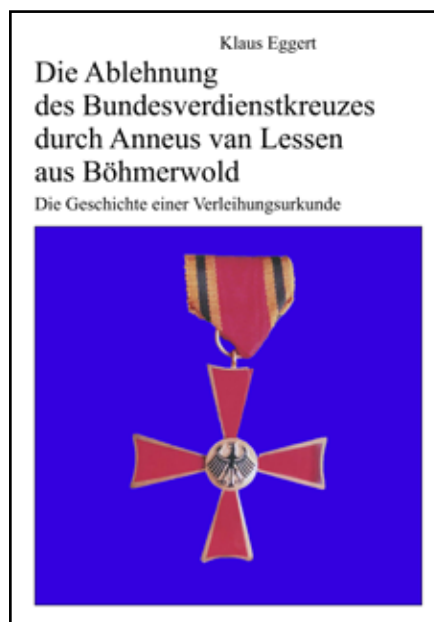 Klaus Eggert
Die Ablehnung
des Bundesverdienstkreuzes
durch Anneus van Lessen
aus Böhmerwold
Die Geschichte einer Verleihungsurkunde